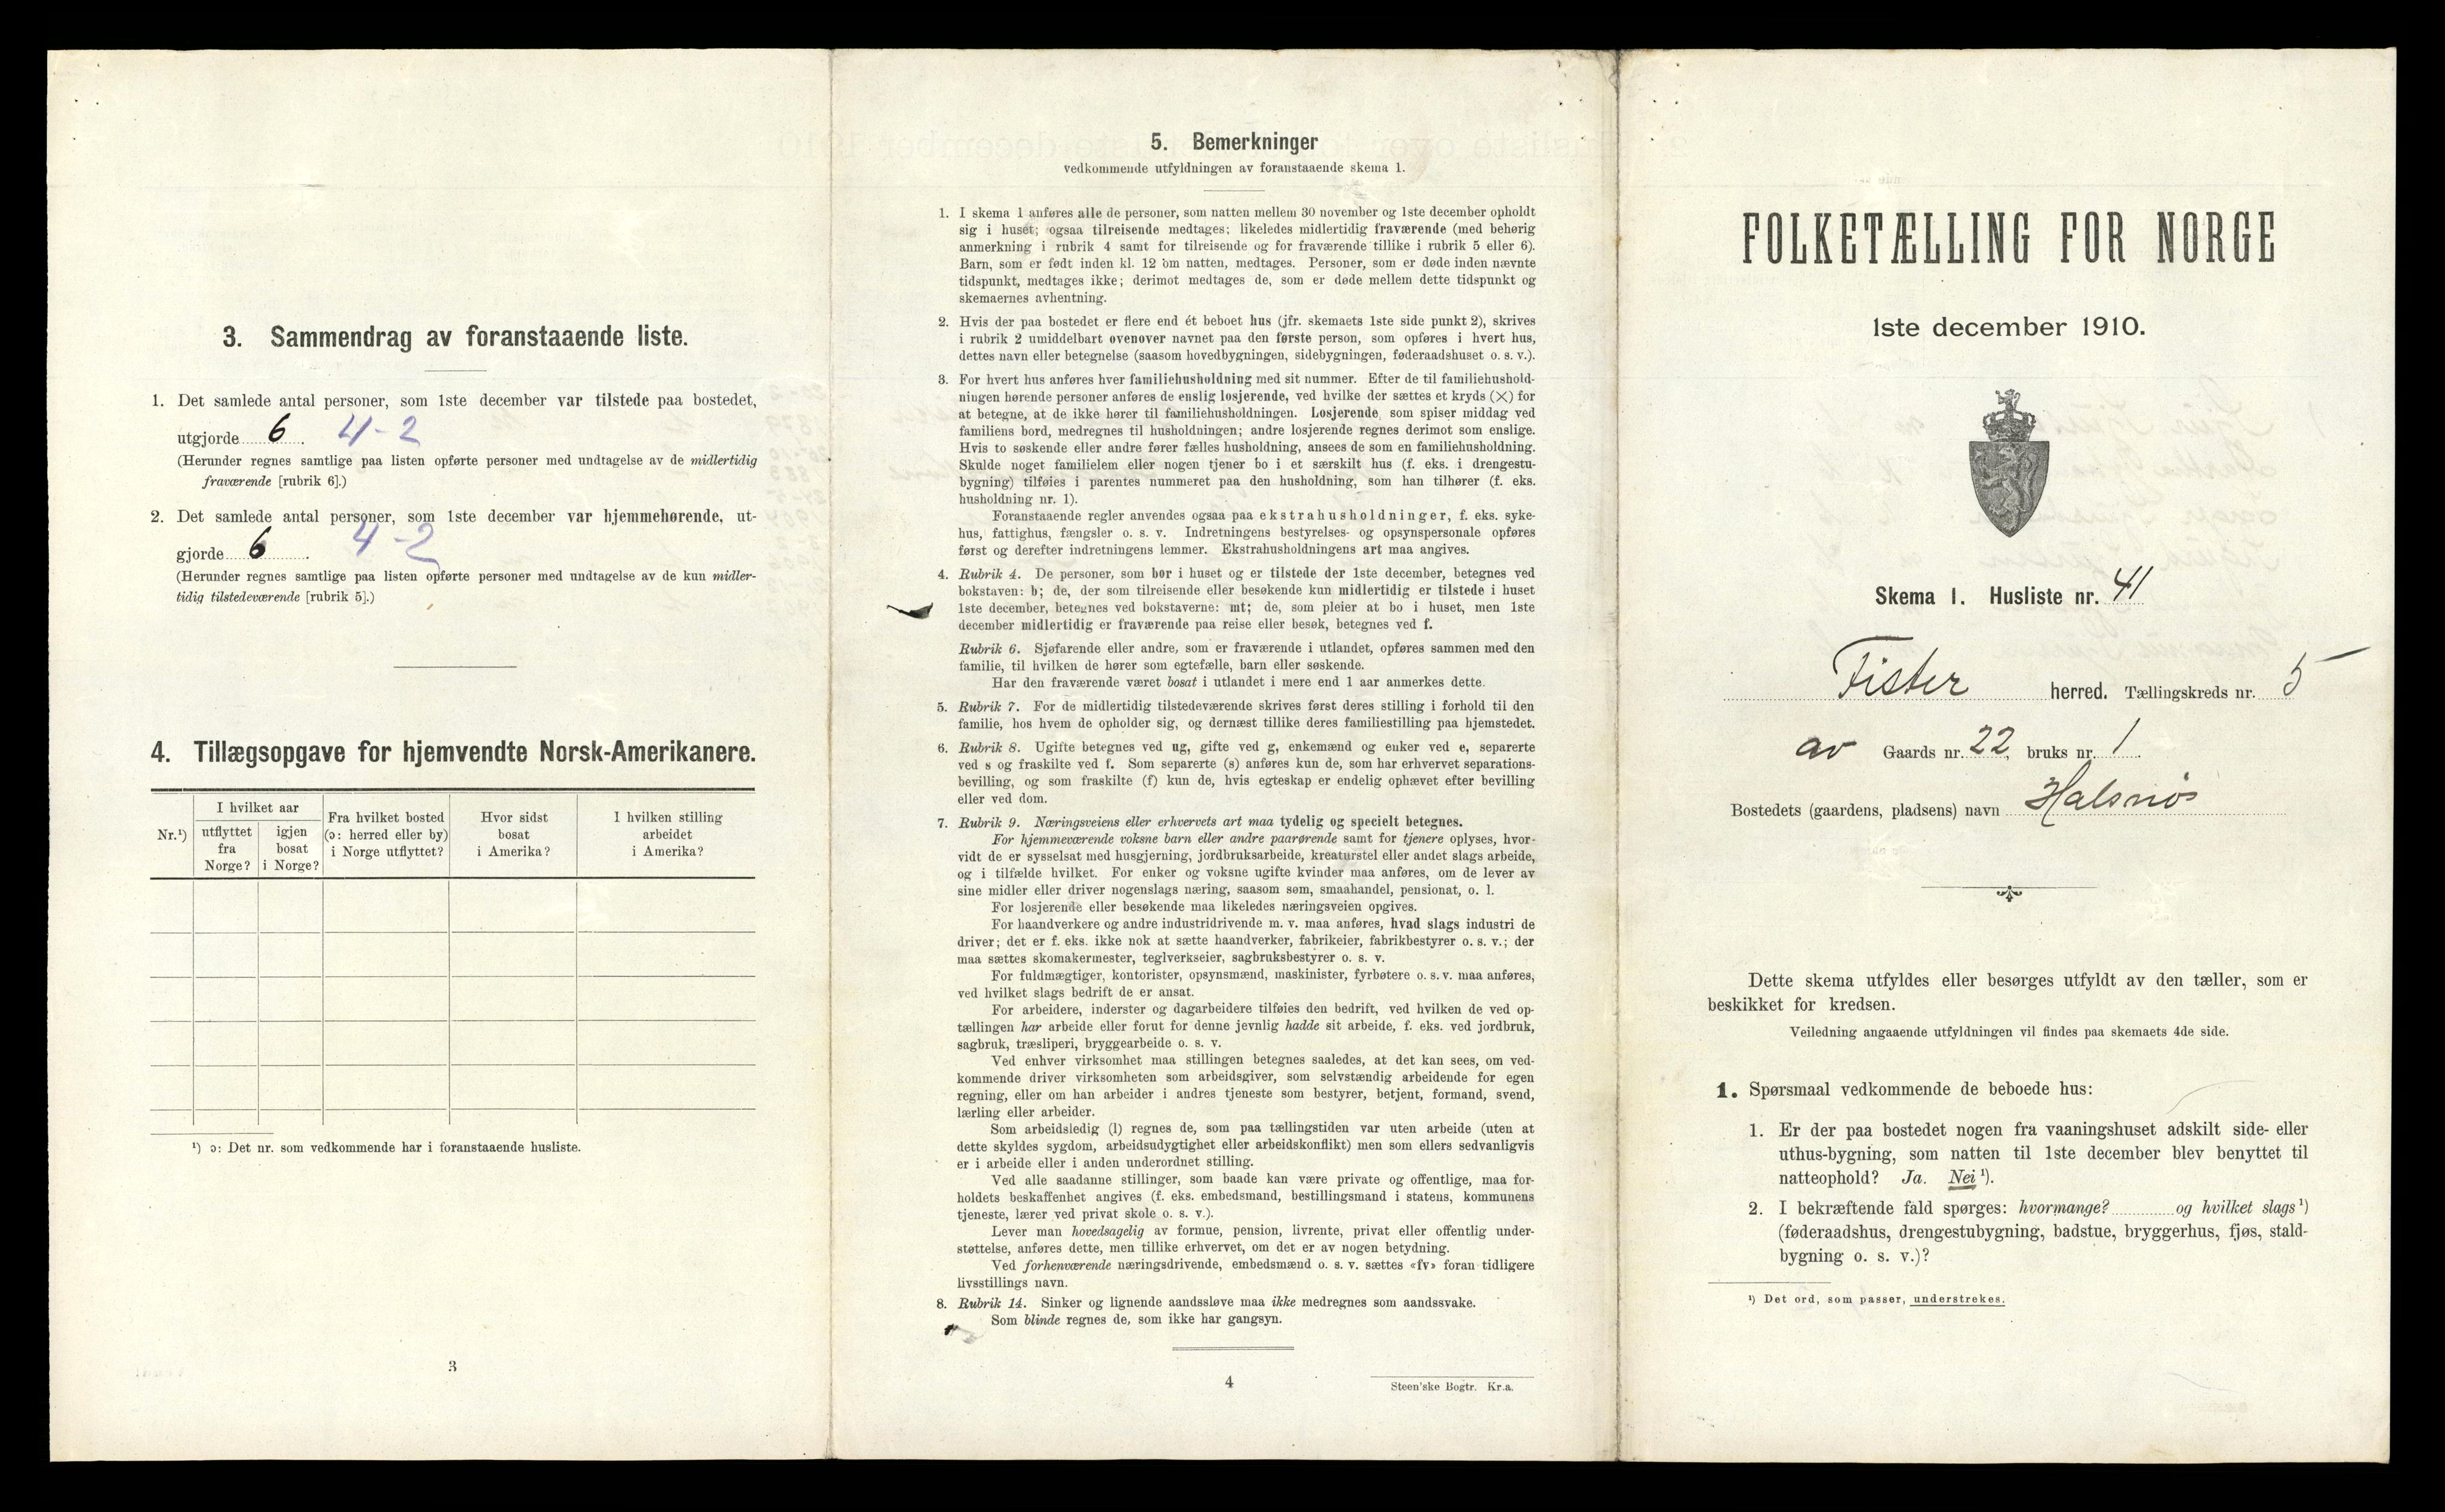 3. Sammendrag av foranstaaende liste.
1. Det samlede antal personer, som 1ste december var tilstede paa bostedet,
utgjorde 6. 4-2
(Herunder regnes samtlige paa listen opførte personer med undtagelse av de midlertidig
fraværende [rubrik 6].)
2. Det samlede antal personer, som 1ste december var hjemmehørende, ut-
gjorde 6. 4-2
(Herunder regnes samtlige paa listen opførte personer med undtagelse av de kun midler-
tidig tilstedeværende [rubrik 5].)
4. Tillægsopgave for hjemvendte Norsk-Amerikanere.
Nr.¹)
I hvilket aar
utflyttet
fra
Norge?
igjen
bosat
i Norge?
Fra hvilket bosted
(ɔ: herred eller by)
i Norge utflyttet?
Hvor sidst
bosat
i Amerika?
I hvilken stilling
arbeidet
i Amerika?
¹) ɔ: Det nr. som vedkommende har i foranstaaende husliste.
3
5. Bemerkninger
vedkommende utfyldningen av foranstaaende skema 1.
1. I skema 1 anføres alle de personer, som natten mellem 30 november og 1ste december opholdt
sig i huset; ogsaa tilreisende medtages; likeledes midlertidig fraværende (med behørig
anmerkning i rubrik 4 samt for tilreisende og for fraværende tillike i rubrik 5 eller 6).
Barn, som er født inden kl. 12 om natten, medtages. Personer, som er døde inden nævnte
tidspunkt, medtages ikke; derimot medtages de, som er døde mellem dette tidspunkt og
skemaernes avhentning.
2. Hvis der paa bostedet er flere end ét beboet hus (jfr. skemaets 1ste side punkt 2), skrives
i rubrik 2 umiddelbart ovenover navnet paa den første person, som opføres i hvert hus,
dettes navn eller betegnelse (saasom hovedbygningen, sidebygningen, føderaadshuset o. s. v.).
3. For hvert hus anføres hver familiehusholdning med sit nummer. Efter de til familiehushold-
ningen hørende personer anføres de enslig losjerende, ved hvilke der sættes et kryds (×) for
at betegne, at de ikke hører til familiehusholdningen. Losjerende som spiser middag ved
familiens bord, medregnes til husholdningen; andre losjerende regnes derimot som enslige.
Hvis to søskende eller andre fører fælles husholdning, ansees de som en familiehusholdning.
Skulde noget familielem eller nogen tjener bo i et særskilt hus (f. eks. i drengestu-
bygning) tilføies i parentes nummeret paa den husholdning, som han tilhører (f. eks.
husholdning nr. 1).
Foranstaaende regler anvendes ogsaa paa ekstrahusholdninger, f. eks. syke-
hus, fattighus, fængsler o. s. v. Indretningens bestyrelses- og opsynspersonale opføres
først og derefter indretningens lemmer. Ekstrahusholdningens art maa angives.
4. Rubrik 4. De personer, som bor i huset og er tilstede der 1ste december, betegnes ved
bokstaven: b; de, der som tilreisende eller besøkende kun midlertidig er tilstede i huset
1ste december, betegnes ved bokstaverne: mt; de, som pleier at bo i huset, men 1ste
december midlertidig er fraværende paa reise eller besøk, betegnes ved f.
Rubrik 6. Sjøfarende eller andre, som er fraværende i utlandet, opføres sammen med den
familie, til hvilken de hører som egtefælle, barn eller søskende.
Har den fraværende været bosat i utlandet i mere end 1 aar anmerkes dette.
5. Rubrik 7. For de midlertidig tilstedeværende skrives først deres stilling i forhold til den
familie, hos hvem de opholder sig, og dernæst tillike deres familiestilling paa hjemstedet.
6. Rubrik 8. Ugifte betegnes ved ug, gifte ved g, enkemænd og enker ved e, separerte
ved s og fraskilte ved f. Som separerte (s) anføres kun de, som har erhvervet separations-
bevilling, og som fraskilte (f) kun de, hvis egteskap er endelig ophævet efter bevilling
eller ved dom.
7. Rubrik 9. Næringsveiens eller erhvervets art maa tydelig og specielt betegnes.
For hjemmeværende voksne barn eller andre paarørende samt for tjenere oplyses, hvor-
vidt de er sysselsat med husgjerning, jordbruksarbeide, kreaturstel eller andet slags arbeide,
og i tilfælde hvilket. For enker og voksne ugifte kvinder maa anføres, om de lever av
sine midler eller driver nogenslags næring, saasom søm, smaahandel, pensionat, o. l.
For losjerende eller besøkende maa likeledes næringsveien opgives.
For haandverkere og andre industridrivende m. v. maa anføres, hvad slags industri de
driver; det er f. eks. ikke nok at sætte haandverker, fabrikeier, fabrikbestyrer o. s. v.; der
maa sættes skomakermester, teglverkseier, sagbruksbestyrer o. s. v.
For fuldmægtiger, kontorister, opsynsmænd, maskinister, fyrbøtere o. s. v. maa anføres,
ved hvilket slags bedrift de er ansat.
For arbeidere, inderster og dagarbeidere tilføies den bedrift, ved hvilken de ved op-
tællingen har arbeide eller forut for denne jevnlig hadde sit arbeide, f. eks. ved jordbruk,
sagbruk, træsliperi, bryggearbeide o. s. v.
Ved enhver virksomhet maa stillingen betegnes saaledes, at det kan sees, om ved-
kommende driver virksomheten som arbeidsgiver, som selvstændig arbeidende for egen
regning, eller om han arbeider i andres tjeneste som bestyrer, betjent, formand, svend,
lærling eller arbeider.
Som arbeidsledig (l) regnes de, som paa tællingstiden var uten arbeide (uten at
dette skyldes sygdom, arbeidsudygtighet eller arbeidskonflikt) men som ellers sedvanligvis
er i arbeide eller i anden underordnet stilling.
Ved alle saadanne stillinger, som baade kan være private og offentlige, maa for-
holdets beskaffenhet angives (f. eks. embedsmand, bestillingsmand i statens, kommunens
tjeneste, lærer ved privat skole o. s. v.).
Lever man hovedsagelig av formue, pension, livrente, privat eller offentlig under-
støttelse, anføres dette, men tillike erhvervet, om det er av nogen betydning.
Ved forhenværende næringsdrivende, embedsmænd o. s. v. sættes «fv» foran tidligere
livsstillings navn.
8. Rubrik 14. Sinker og lignende aandssløve maa ikke medregnes som aandssvake.
Som blinde regnes de, som ikke har gangsyn.
4
Steen'ske Bogtr. Kr.a.
FOLKETÆLLING FOR NORGE
1ste december 1910.
Skema 1. Husliste nr. 41
Fister herred. Tællingskreds nr. 5
av Gaards nr. 22, bruks nr. 1
Bostedets (gaardens, pladsens) navn Halsnøs
Dette skema utfyldes eller besørges utfyldt av den tæller, som er
beskikket for kredsen.
Veiledning angaaende utfyldningen vil findes paa skemaets 4de side.
1. Spørsmaal vedkommende de beboede hus:
1. Er der paa bostedet nogen fra vaaningshuset adskilt side- eller
uthus-bygning, som natten til 1ste december blev benyttet til
natteophold? Ja. Nei ¹).
2. I bekræftende fald spørges: hvormange? og hvilket slags ¹)
(føderaadshus, drengestubygning, badstue, bryggerhus, fjøs, stald-
bygning o. s. v.)?
¹) Det ord, som passer, understrekes.